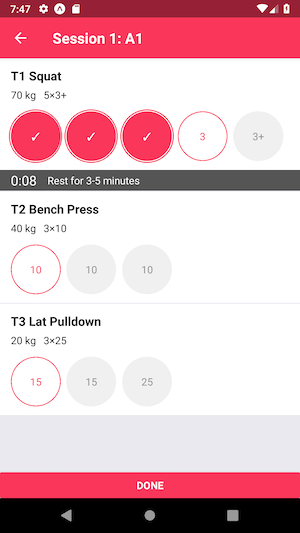 7:47
Session 1: A1
T1 Squat
70 kg 5×3+
✓ ✓ ✓ 3 3+
0:08 Rest for 3-5 minutes
T2 Bench Press
40 kg 3×10
10 10 10
T3 Lat Pulldown
20 kg 3×25
15 15 25
DONE